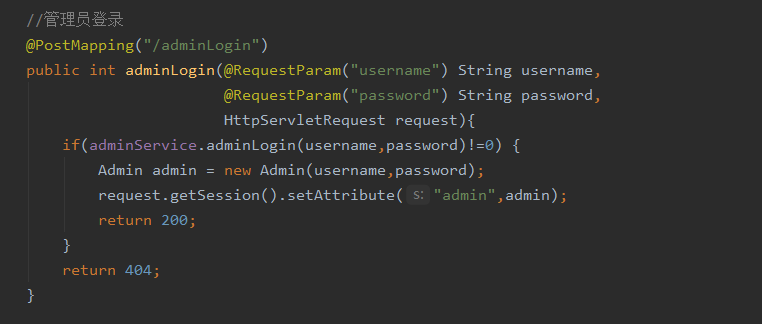 //管理员登录
@PostMapping("/adminLogin")
public int adminLogin(@RequestParam("username") String username,
@RequestParam("password") String password,
HttpServletRequest request){
if(adminService.adminLogin(username,password)!=0) {
Admin admin = new Admin(username,password);
request.getSession().setAttribute( s: "admin",admin);
return 200;
}
return 404;
}